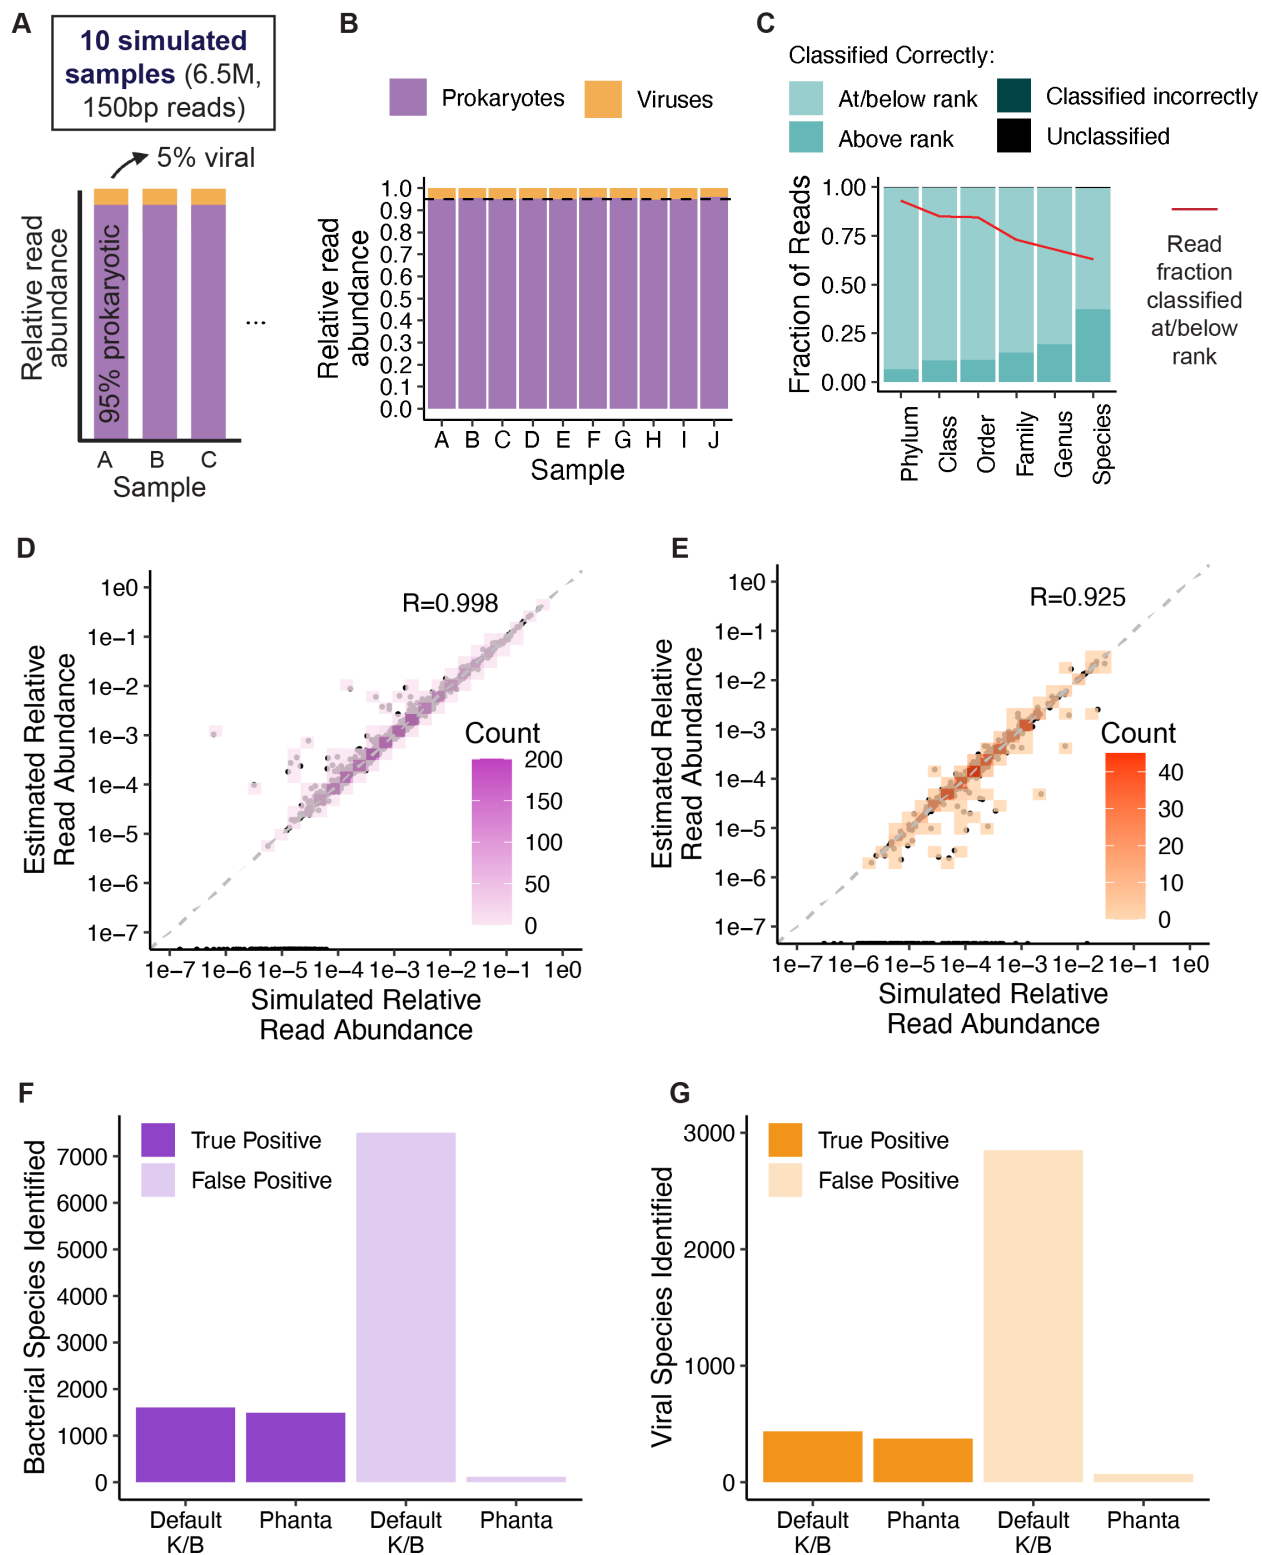 A
10 simulated
samples (6.5M,
150bp reads)
5% viral
95% prokaryotic
Relative read
abundance
...
A B C
Sample
B
Prokaryotes
Viruses
1.0
0.9
0.8
0.7
0.6
0.5
0.4
0.3
0.2
0.1
0.0
Relative read
abundance
A B C D E F G H I J
Sample
C
Classified Correctly:
At/below rank
Above rank
Classified incorrectly
Unclassified
1.00
0.75
0.50
0.25
0.00
Fraction of Reads
Phylum
Class
Order
Family
Genus
Species
Read
fraction
classified
at/below
rank
D
R=0.998
1e0
1e−1
1e−2
1e−3
1e−4
1e−5
1e−6
1e−7
Estimated Relative
Read Abundance
Count
200
150
100
50
0
1e−7 1e−6 1e−5 1e−4 1e−3 1e−2 1e−1 1e0
Simulated Relative
Read Abundance
E
R=0.925
1e0
1e−1
1e−2
1e−3
1e−4
1e−5
1e−6
1e−7
Estimated Relative
Read Abundance
Count
40
30
20
10
0
1e−7 1e−6 1e−5 1e−4 1e−3 1e−2 1e−1 1e0
Simulated Relative
Read Abundance
F
True Positive
False Positive
7000
6000
5000
4000
3000
2000
1000
0
Bacterial Species Identified
Default
K/B
Phanta
Default
K/B
Phanta
G
True Positive
False Positive
3000
2000
1000
0
Viral Species Identified
Default
K/B
Phanta
Default
K/B
Phanta